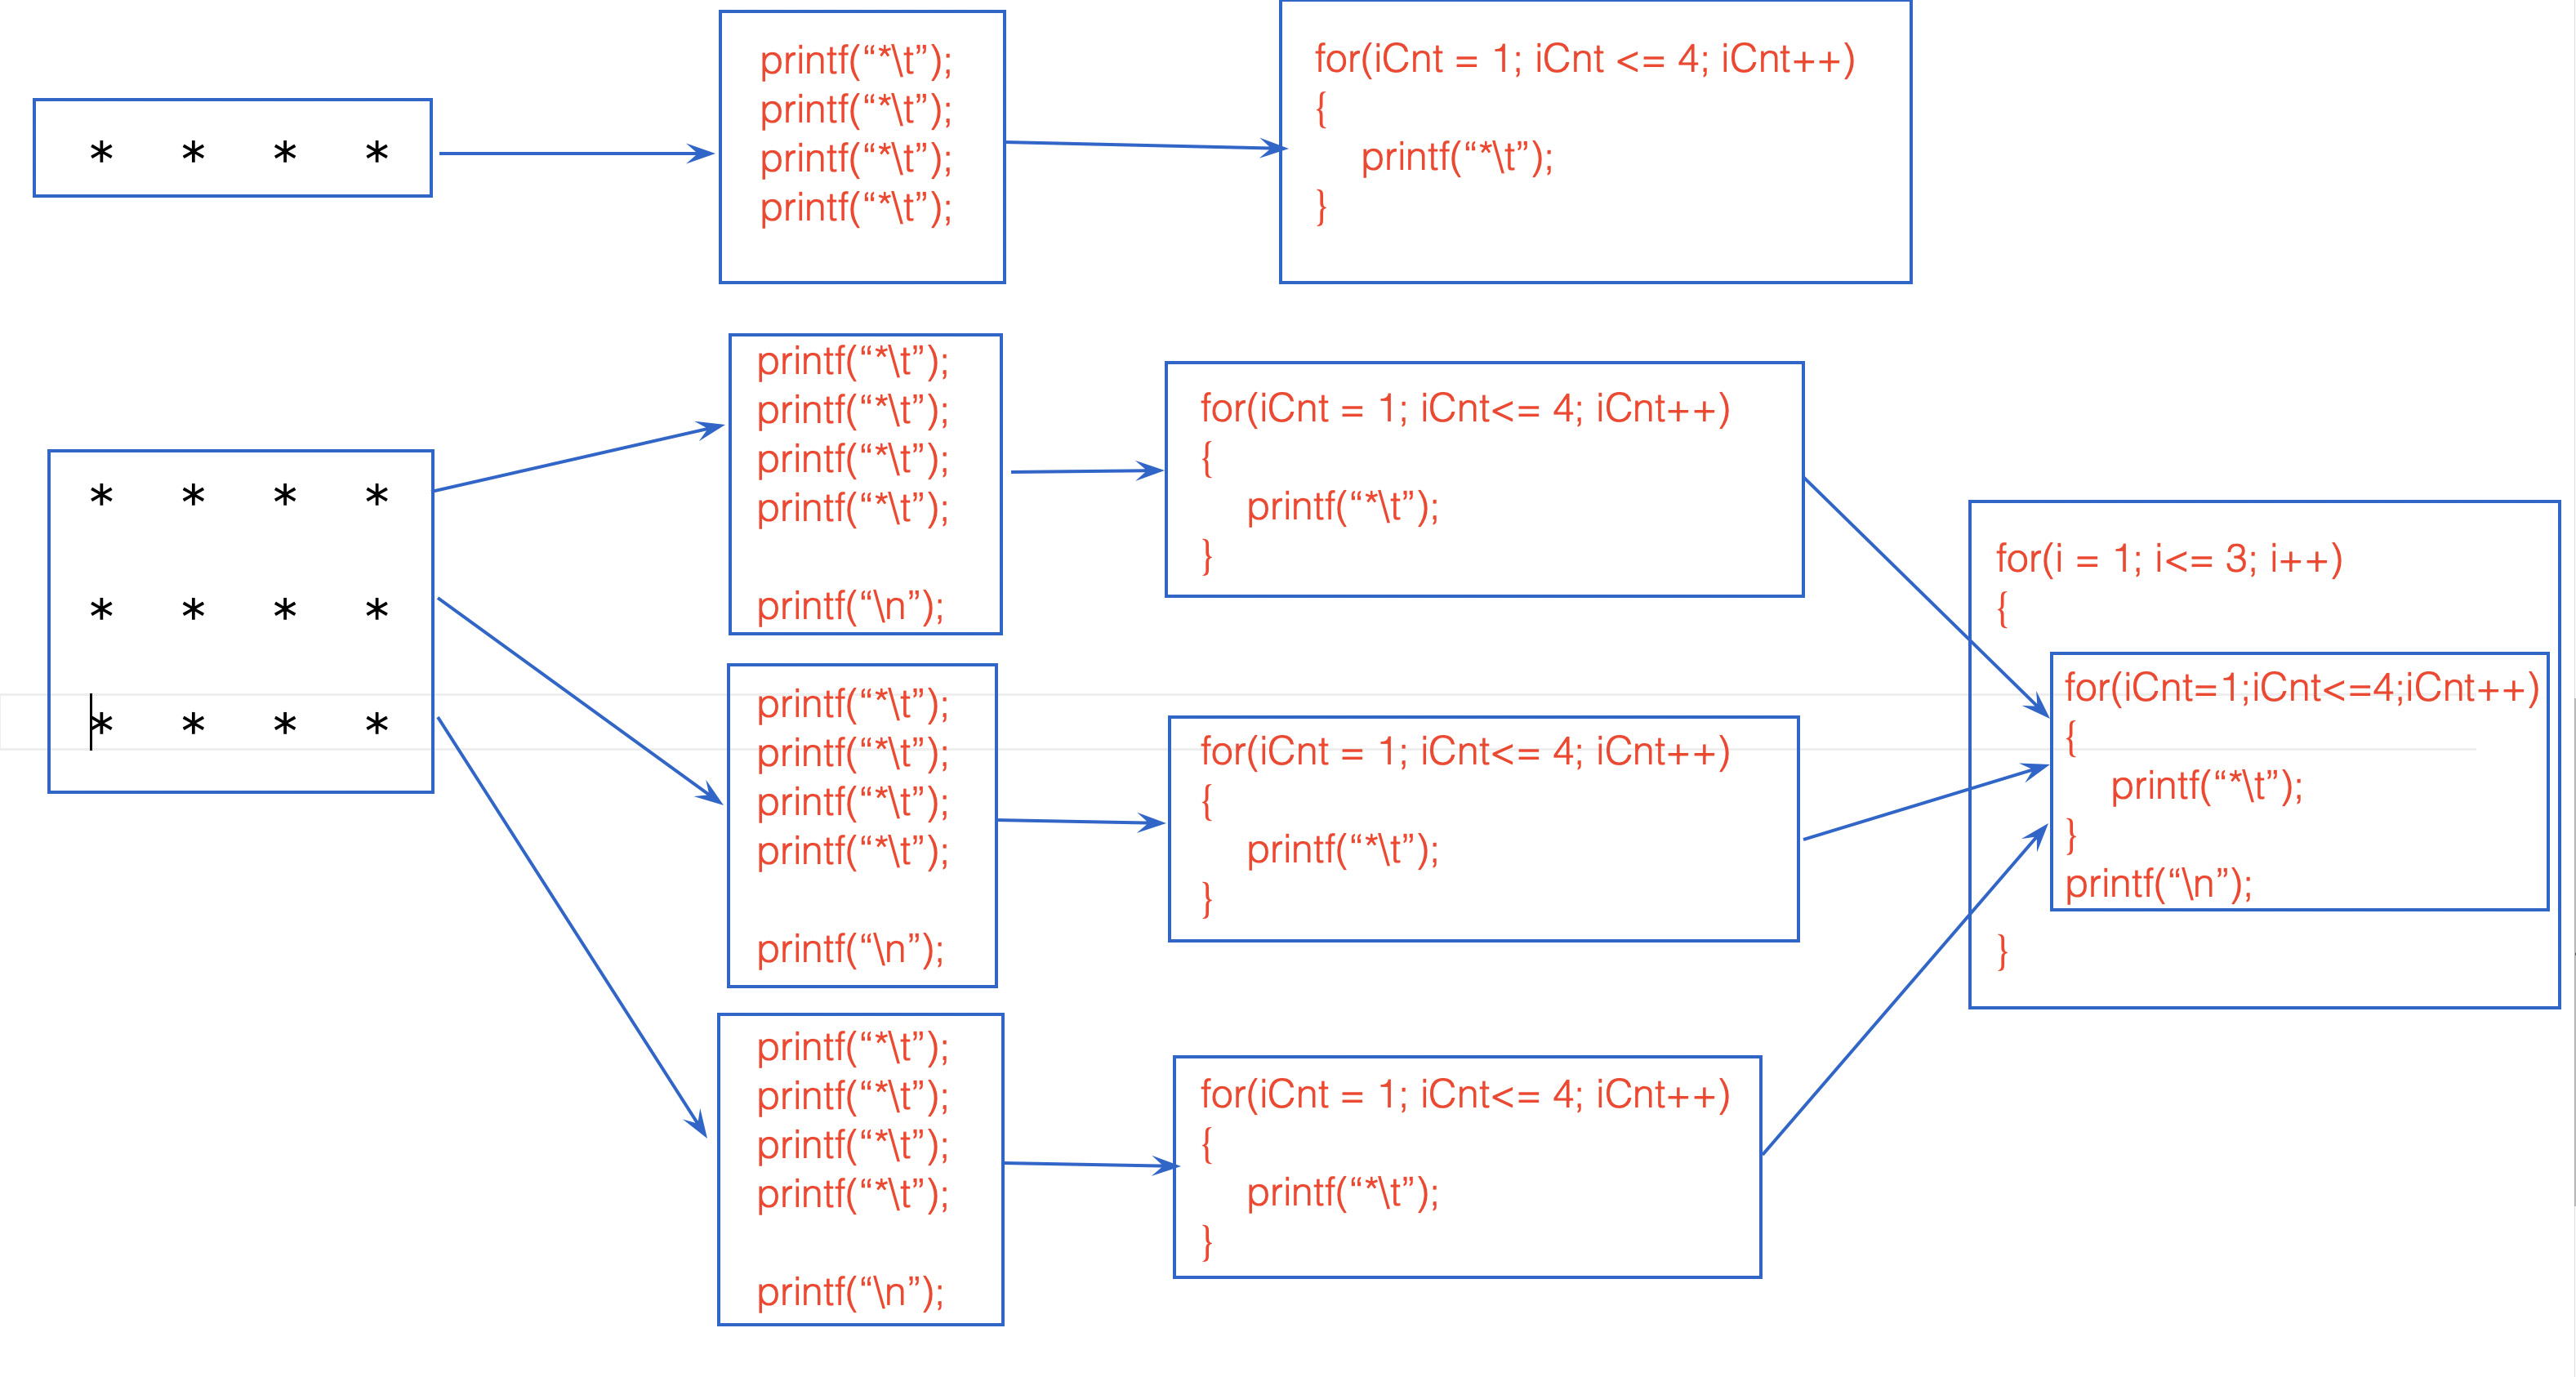 * * * *
printf(“*\t”);
printf(“*\t”);
printf(“*\t”);
printf(“*\t”);
for(iCnt = 1; iCnt <= 4; iCnt++)
{
printf(“*\t”);
}
* * * *
* * * *
* * * *
printf(“*\t”);
printf(“*\t”);
printf(“*\t”);
printf(“*\t”);
printf(“\n”);
for(iCnt = 1; iCnt<= 4; iCnt++)
{
printf(“*\t”);
}
printf(“*\t”);
printf(“*\t”);
printf(“*\t”);
printf(“*\t”);
printf(“\n”);
for(iCnt = 1; iCnt<= 4; iCnt++)
{
printf(“*\t”);
}
printf(“*\t”);
printf(“*\t”);
printf(“*\t”);
printf(“*\t”);
printf(“\n”);
for(iCnt = 1; iCnt<= 4; iCnt++)
{
printf(“*\t”);
}
for(i = 1; i<= 3; i++)
{
for(iCnt=1;iCnt<=4;iCnt++)
{
printf(“*\t”);
}
printf(“\n”);
}